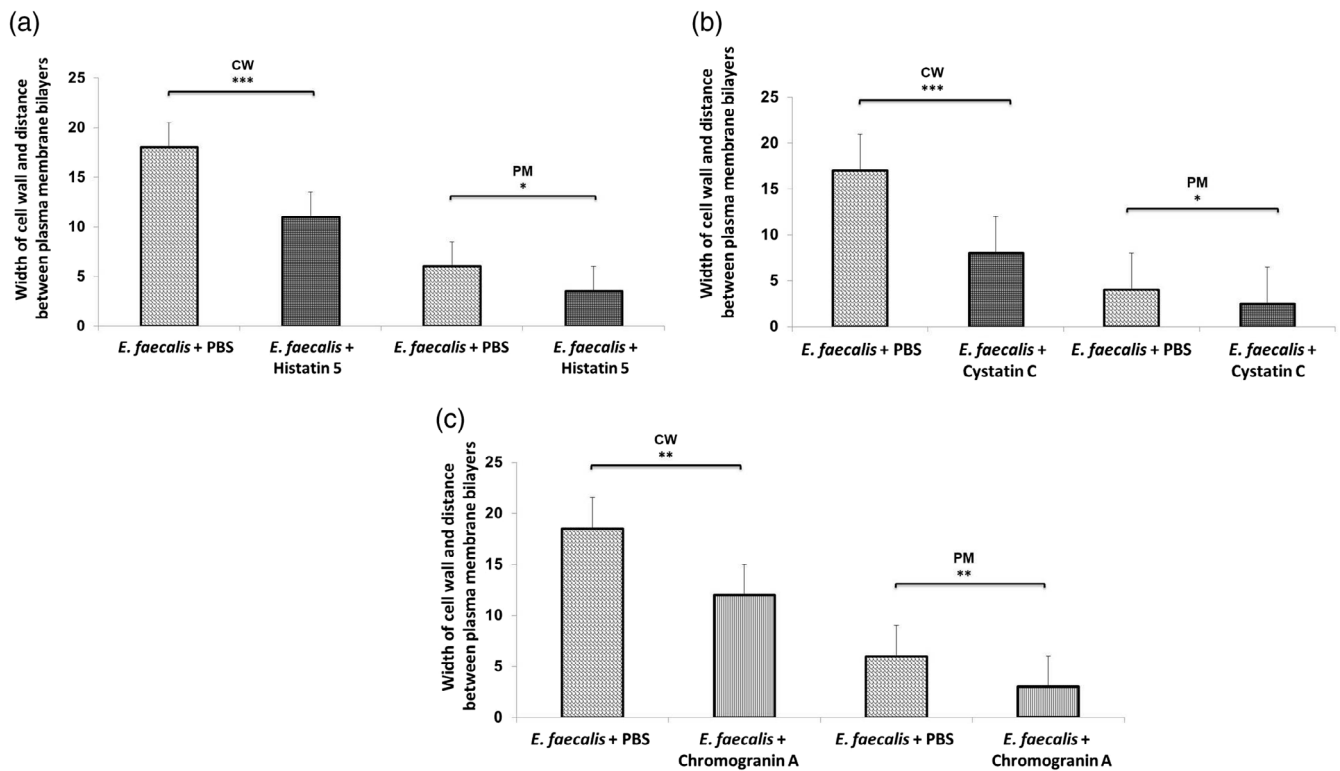 (a)
Width of cell wall and distance
between plasma membrane bilayers
25
20
15
10
5
0
CW
***
PM
*
E. faecalis + PBS
E. faecalis +
Histatin 5
E. faecalis + PBS
E. faecalis +
Histatin 5
(b)
Width of cell wall and distance
between plasma membrane bilayers
25
20
15
10
5
0
CW
***
PM
*
E. faecalis + PBS
E. faecalis +
Cystatin C
E. faecalis + PBS
E. faecalis +
Cystatin C
(c)
Width of cell wall and distance
between plasma membrane bilayers
25
20
15
10
5
0
CW
**
PM
**
E. faecalis + PBS
E. faecalis +
Chromogranin A
E. faecalis + PBS
E. faecalis +
Chromogranin A